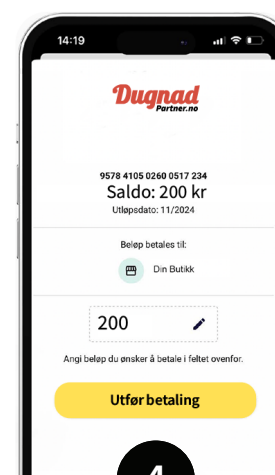 14:19
Dugnad
Partner.no
9578 4105 0260 0517 234
Saldo: 200 kr
Utløpsdato: 11/2024
Beløp betales til:
Din Butikk
200
Angi beløp du ønsker å betale i feltet ovenfor.
Utfør betaling